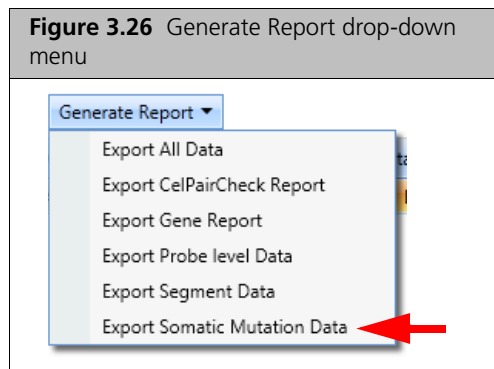 Figure 3.26 Generate Report drop-down
menu
Generate Report
Export All Data
Export CelPairCheck Report
Export Gene Report
Export Probe level Data
Export Segment Data
Export Somatic Mutation Data